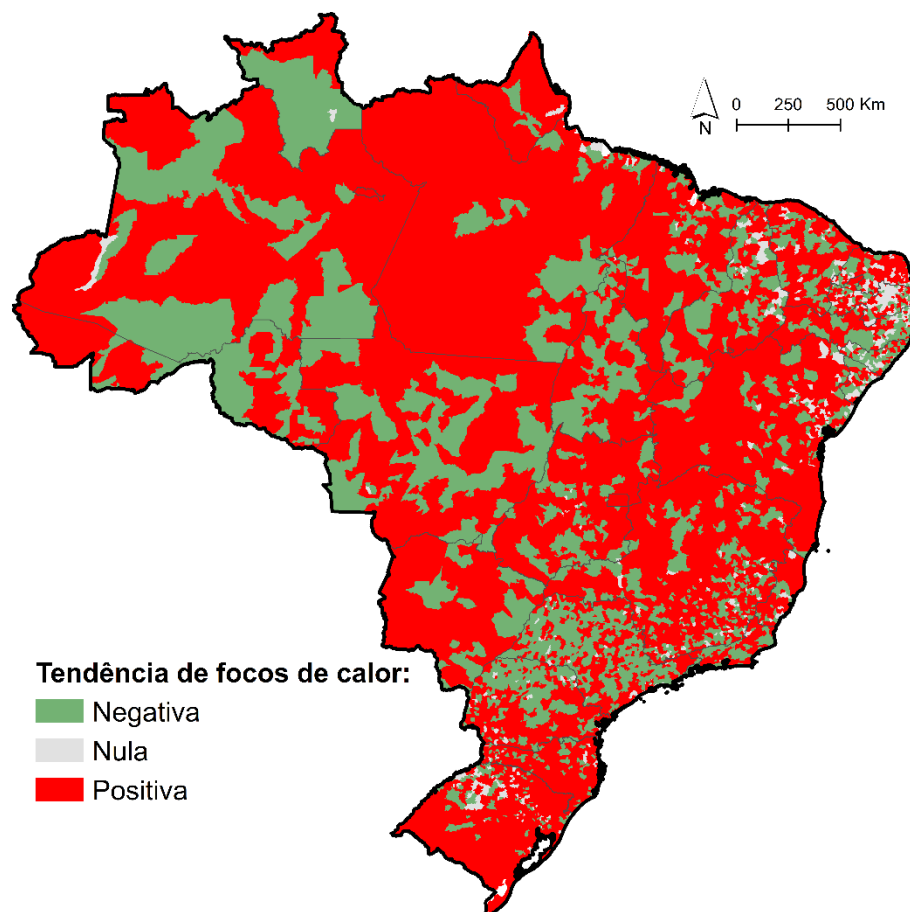 N
0 250 500 Km
Tendência de focos de calor:
Negativa
Nula
Positiva